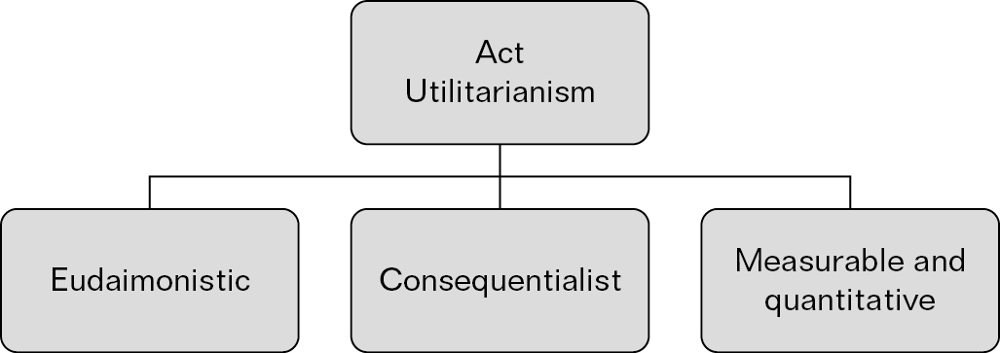 Act
Utilitarianism
Eudaimonistic
Consequentialist
Measurable and
quantitative